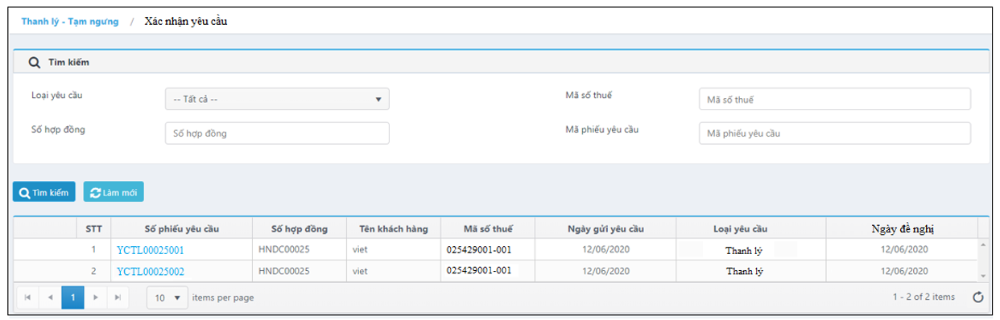 Thanh lý - Tạm ngưng / Xác nhận yêu cầu
Tìm kiếm
Loại yêu cầu -- Tất cả -- Mã số thuế Mã số thuế
Số hợp đồng Số hợp đồng Mã phiếu yêu cầu Mã phiếu yêu cầu
Tìm kiếm Làm mới
STT Số phiếu yêu cầu Số hợp đồng Tên khách hàng Mã số thuế Ngày gửi yêu cầu Loại yêu cầu Ngày đề nghị
1 YCTL00025001 HNDC00025 viet 025429001-001 12/06/2020 Thanh lý 12/06/2020
2 YCTL00025002 HNDC00025 viet 025429001-001 12/06/2020 Thanh lý 12/06/2020
1 10 items per page 1 - 2 of 2 items